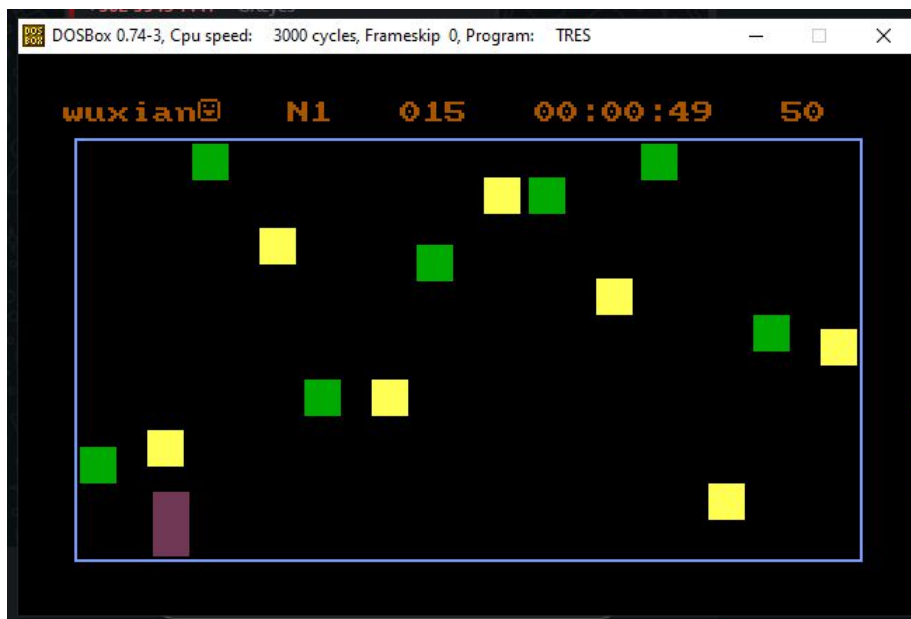 DOSBox 0.74-3, Cpu speed: 3000 cycles, Frameskip 0, Program: TRES
wuxian☺ N1 015 00:00:49 50